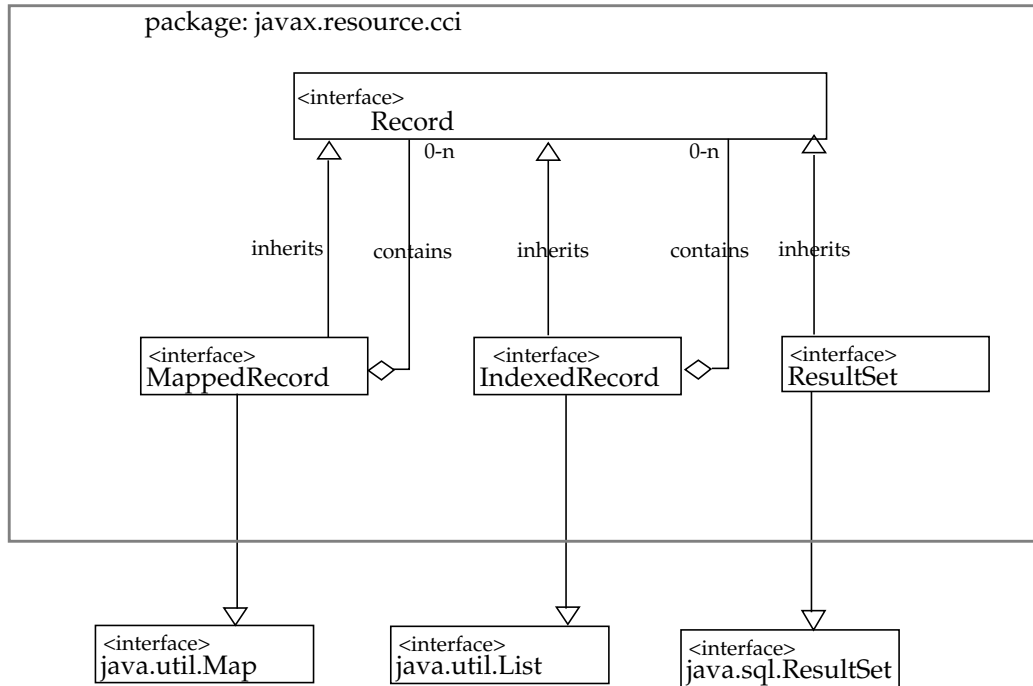 package: javax.resource.cci
<interface>
Record
0-n
0-n
inherits
contains
inherits
contains
inherits
<interface>
MappedRecord
<interface>
IndexedRecord
<interface>
ResultSet
<interface>
java.util.Map
<interface>
java.util.List
<interface>
java.sql.ResultSet